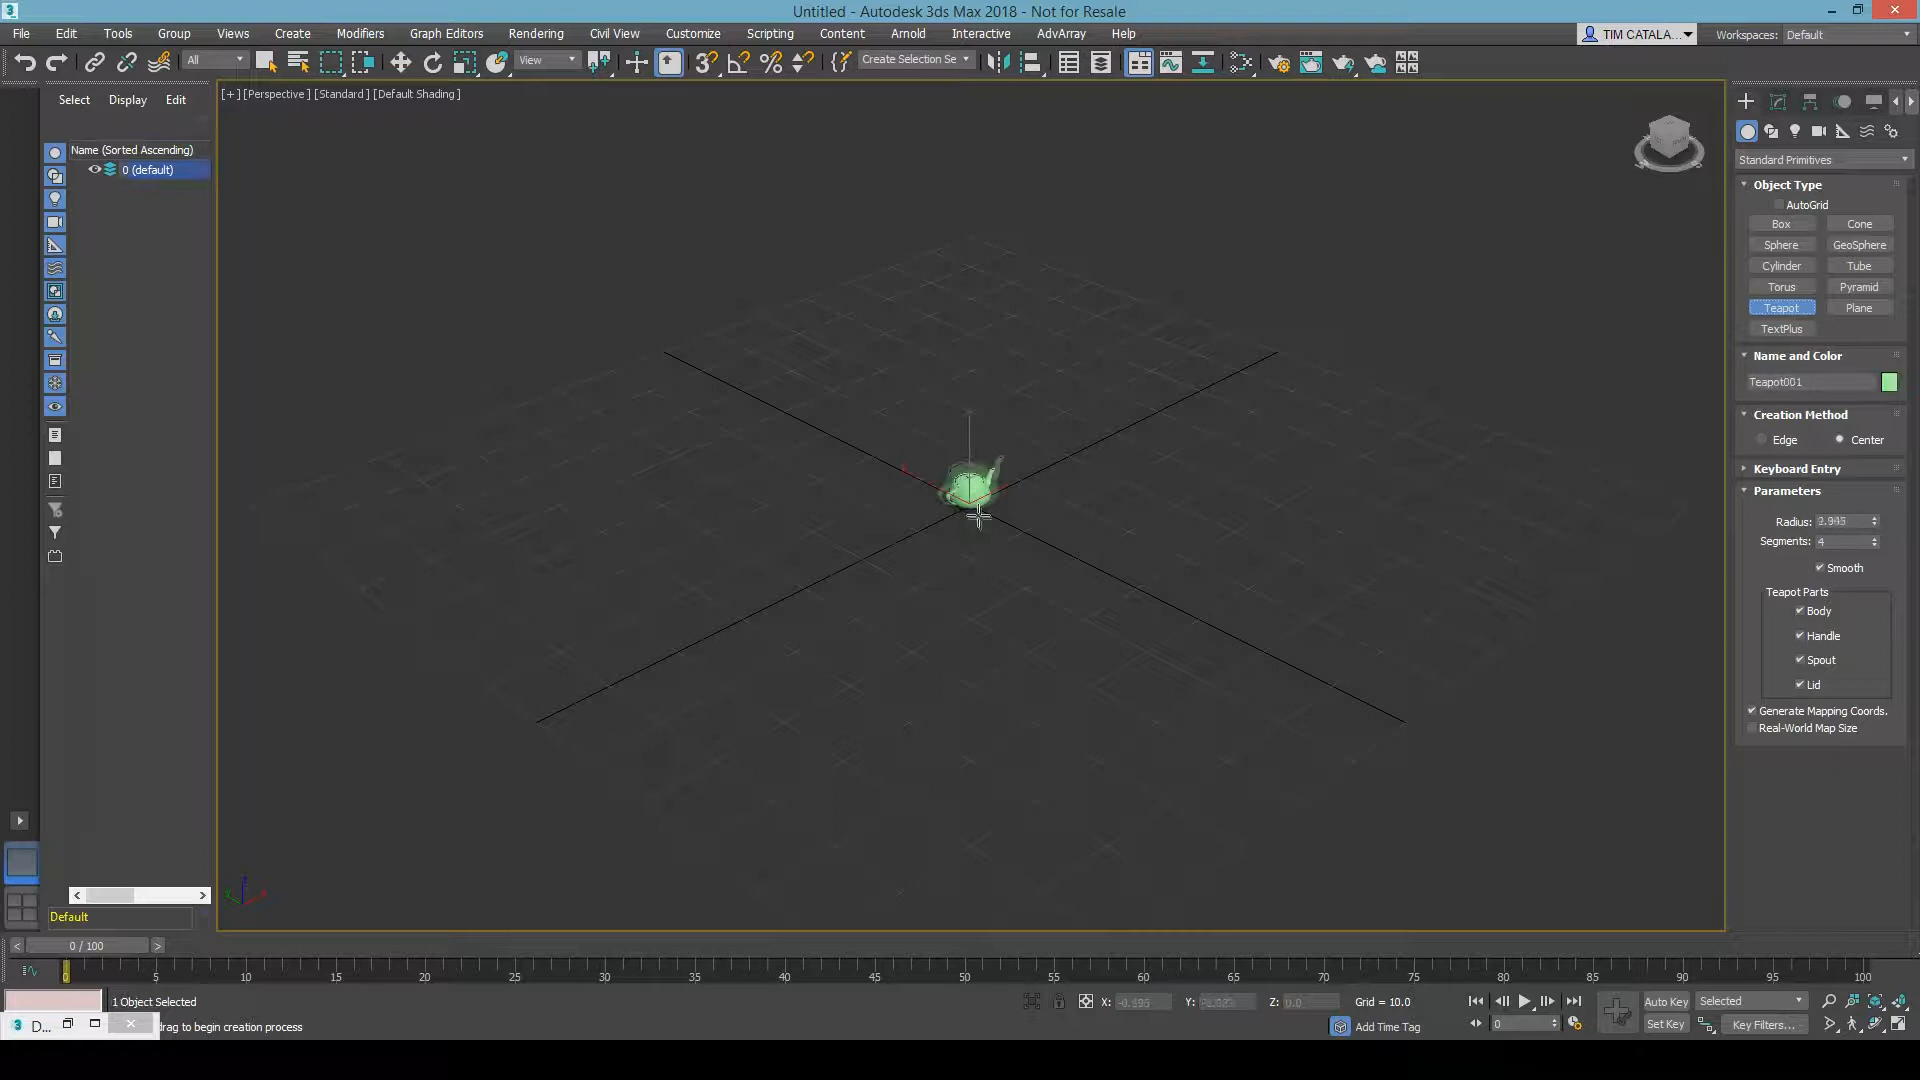 Untitled - Autodesk 3ds Max 2018 - Not for Resale
File Edit Tools Group Views Create Modifiers Graph Editors Rendering Civil View Customize Scripting Content Arnold Interactive AdvArray Help
TIM CATALA...
Workspaces: Default
All
View
Create Selection Se
Select Display Edit
[+] [Perspective] [Standard] [Default Shading]
Name (Sorted Ascending)
0 (default)
Standard Primitives
Object Type
AutoGrid
Box Cone
Sphere GeoSphere
Cylinder Tube
Torus Pyramid
Teapot Plane
TextPlus
Name and Color
Teapot001
Creation Method
Edge Center
Keyboard Entry
Parameters
Radius:
Segments: 4
Smooth
Teapot Parts
Body
Handle
Spout
Lid
Generate Mapping Coords.
Real-World Map Size
Default
< 0 / 100 >
0 5 10 15 20 25 30 35 40 45 50 55 60 65 70 75 80 85 90 95 100
1 Object Selected
X: Y: Z: 0.0 Grid = 10.0
Auto Key Selected
D... drag to begin creation process
Add Time Tag
0
Set Key Key Filters...